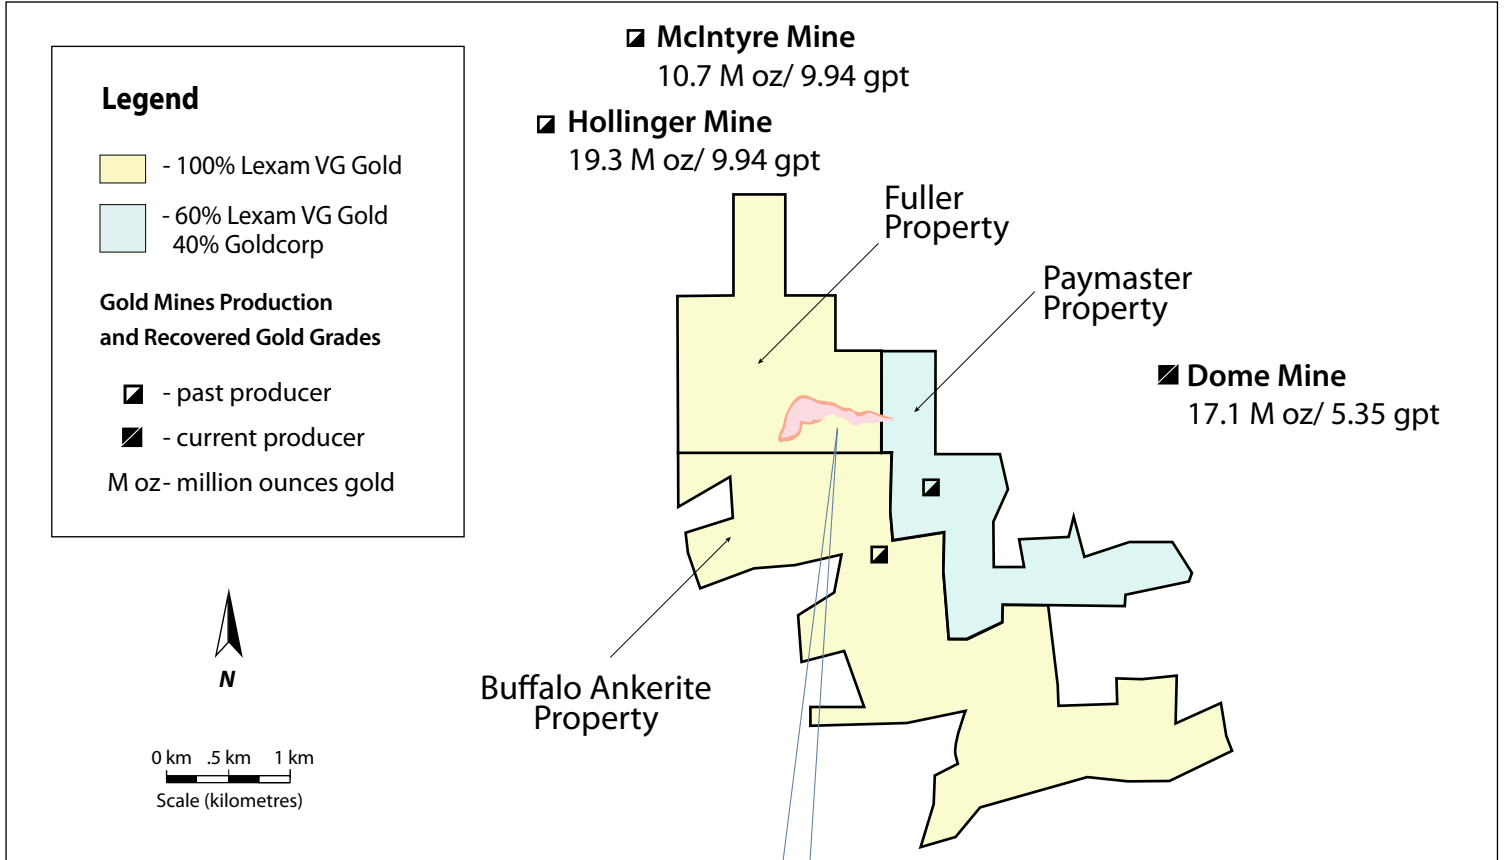 McIntyre Mine
10.7 M oz/ 9.94 gpt
Hollinger Mine
19.3 M oz/ 9.94 gpt
Legend
- 100% Lexam VG Gold
- 60% Lexam VG Gold
40% Goldcorp
Gold Mines Production
and Recovered Gold Grades
- past producer
- current producer
M oz- million ounces gold
Fuller
Property
Paymaster
Property
Dome Mine
17.1 M oz/ 5.35 gpt
Buffalo Ankerite
Property
N
0 km .5 km 1 km
Scale (kilometres)